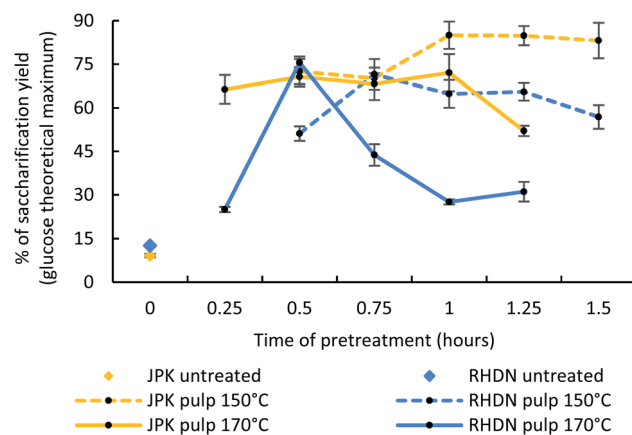 % of saccharification yield
(glucose theoretical maximum)
90
75
60
45
30
15
0
0 0.25 0.5 0.75 1 1.25 1.5
Time of pretreatment (hours)
JPK untreated RHDN untreated
JPK pulp 150°C RHDN pulp 150°C
JPK pulp 170°C RHDN pulp 170°C